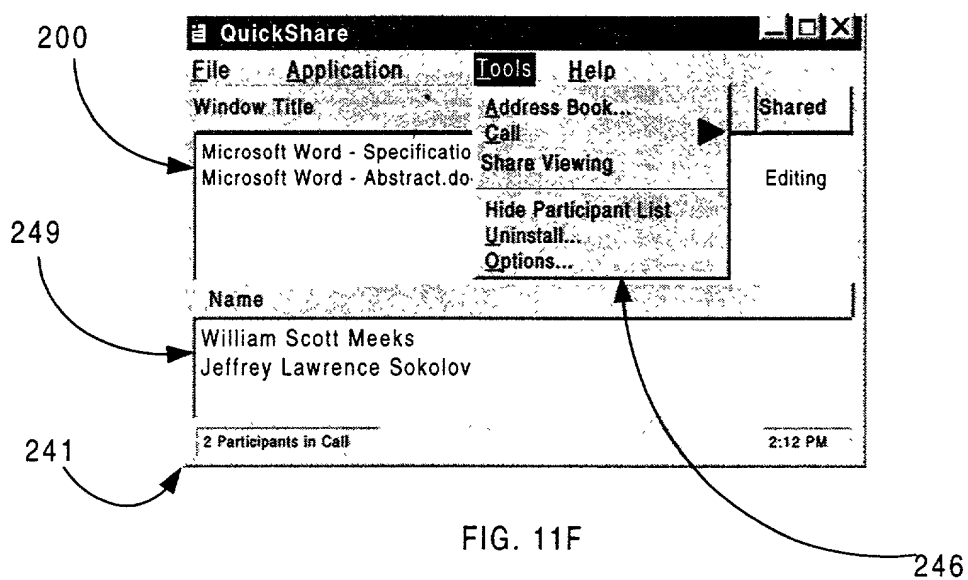 200
QuickShare
File Application Tools Help
Window Title Shared
Address Book...
Call
Share Viewing
Microsoft Word - Specificatio
Microsoft Word - Abstract.do
Editing
Hide Participant List
Uninstall...
Options...
249
Name
William Scott Meeks
Jeffrey Lawrence Sokolov
2 Participants in Call 2:12 PM
241
FIG. 11F
246